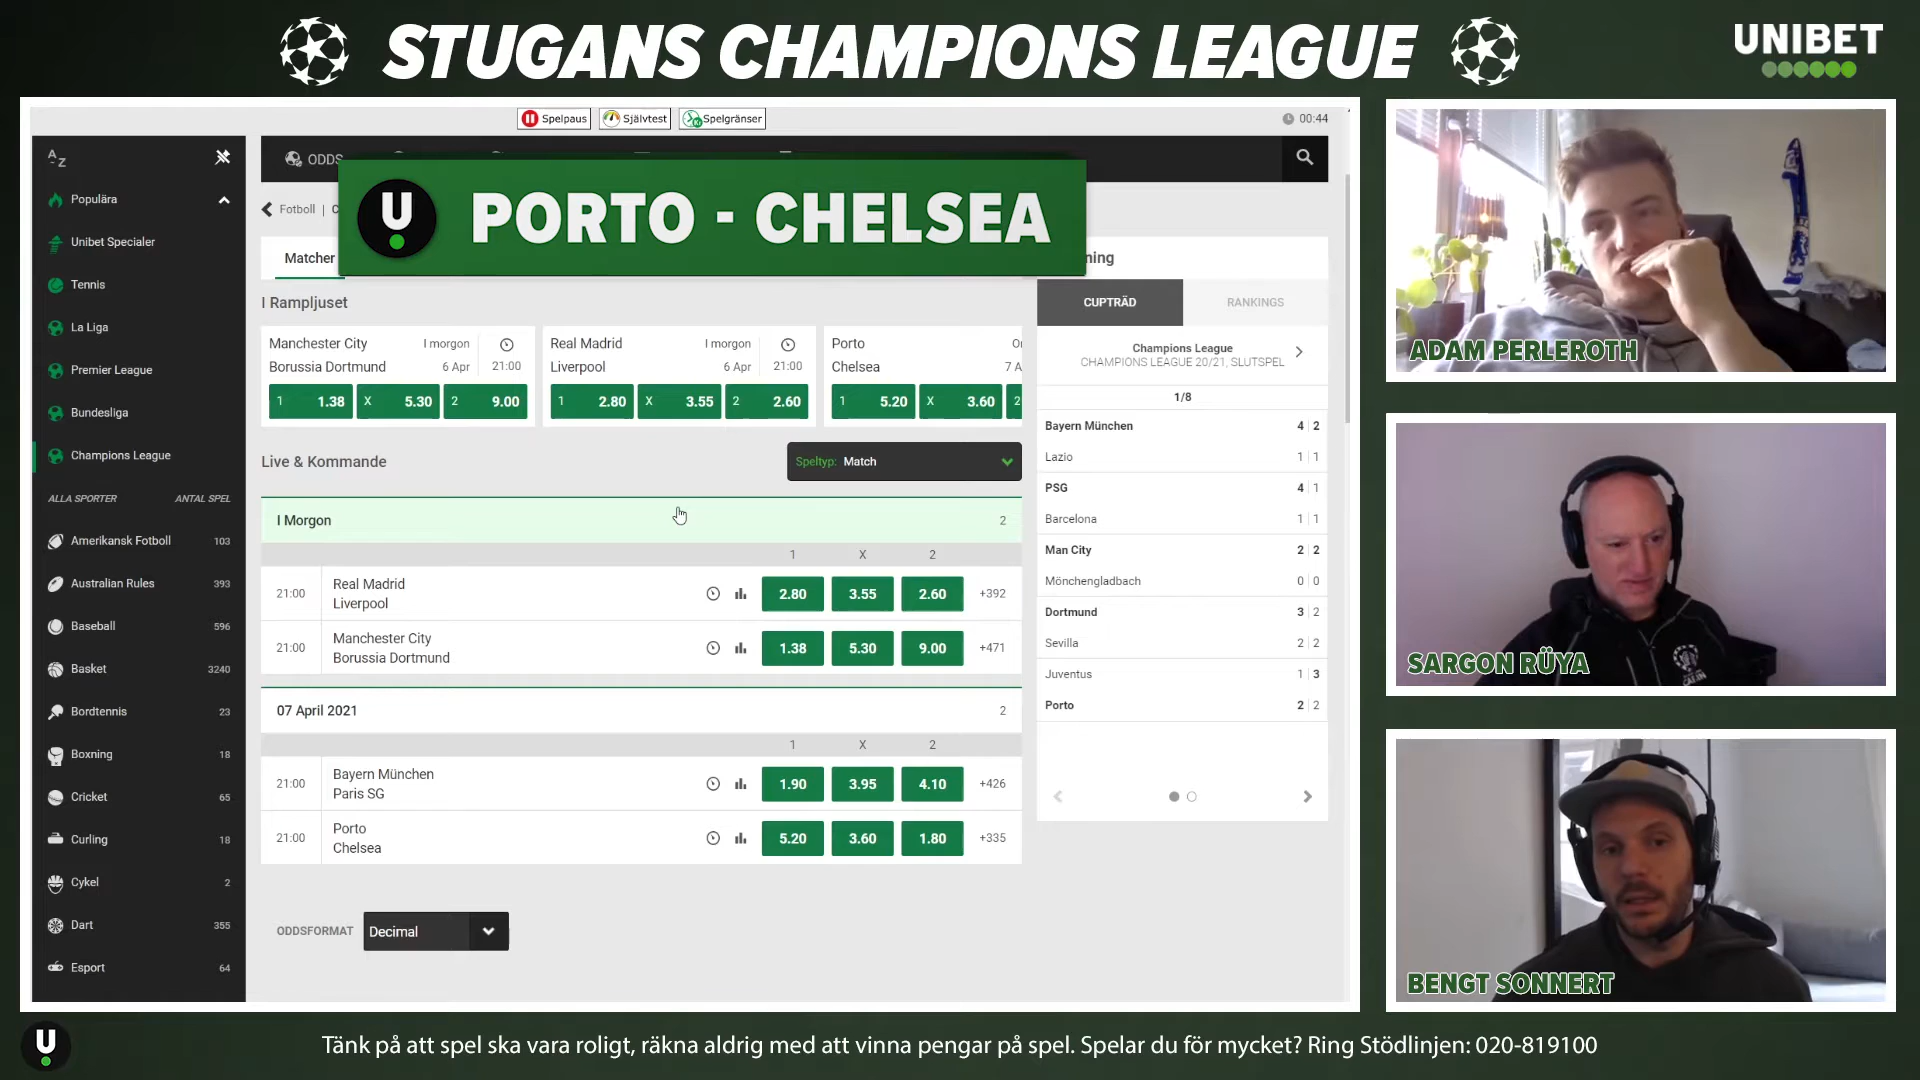 STUGANS CHAMPIONS LEAGUE
UNIBET
Spelpaus Självtest Spelgränser
00:44
A-Z
Populära
Unibet Specialer
Tennis
La Liga
Premier League
Bundesliga
Champions League
ALLA SPORTER ANTAL SPEL
Amerikansk Fotboll 103
Australian Rules 393
Baseball 596
Basket 3240
Bordtennis 23
Boxning 18
Cricket 65
Curling 18
Cykel 2
Dart 355
Esport 64
ODDS
Fotboll |
U PORTO - CHELSEA
Matcher
I Rampljuset
Manchester City I morgon
Borussia Dortmund 6 Apr 21:00
1 1.38 X 5.30 2 9.00
Real Madrid I morgon
Liverpool 6 Apr 21:00
1 2.80 X 3.55 2 2.60
Porto
Chelsea
1 5.20 X 3.60 2
Live & Kommande
Speltyp: Match
I Morgon 2
1 X 2
21:00 Real Madrid
Liverpool
2.80 3.55 2.60 +392
21:00 Manchester City
Borussia Dortmund
1.38 5.30 9.00 +471
07 April 2021 2
1 X 2
21:00 Bayern München
Paris SG
1.90 3.95 4.10 +426
21:00 Porto
Chelsea
5.20 3.60 1.80 +335
ODDSFORMAT Decimal
CUPTRÄD RANKINGS
Champions League
CHAMPIONS LEAGUE 20/21, SLUTSPEL
1/8
Bayern München 4 | 2
Lazio 1 | 1
PSG 4 | 1
Barcelona 1 | 1
Man City 2 | 2
Mönchengladbach 0 | 0
Dortmund 3 | 2
Sevilla 2 | 2
Juventus 1 | 3
Porto 2 | 2
ADAM PERLEROTH
SARGON RÜYA
BENGT SONNERT
U
Tänk på att spel ska vara roligt, räkna aldrig med att vinna pengar på spel. Spelar du för mycket? Ring Stödlinjen: 020-819100